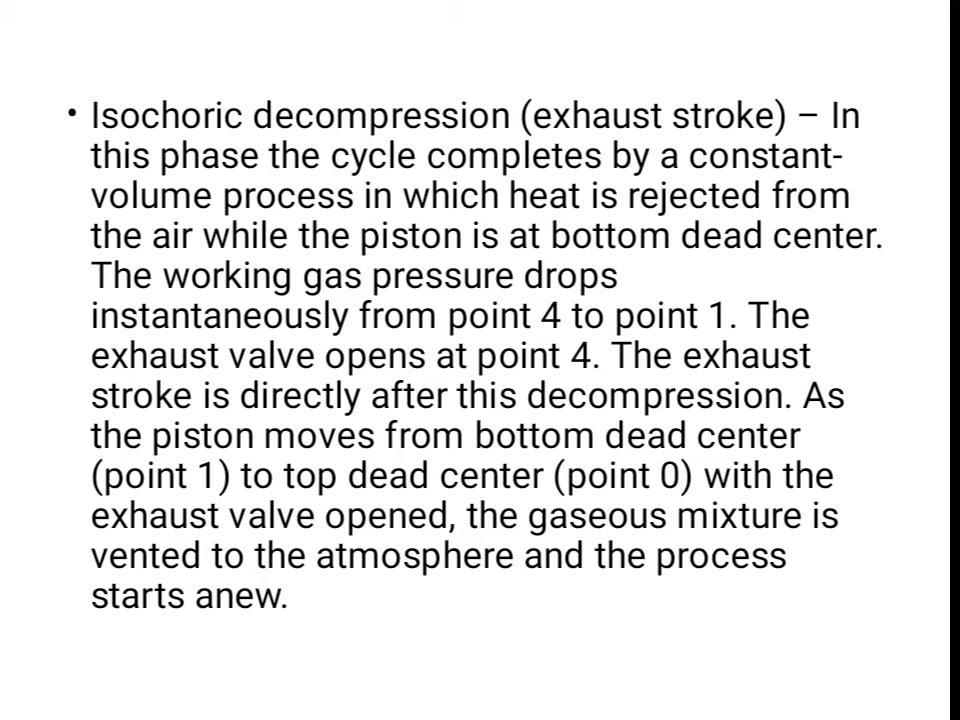 • Isochoric decompression (exhaust stroke) – In
this phase the cycle completes by a constant-
volume process in which heat is rejected from
the air while the piston is at bottom dead center.
The working gas pressure drops
instantaneously from point 4 to point 1. The
exhaust valve opens at point 4. The exhaust
stroke is directly after this decompression. As
the piston moves from bottom dead center
(point 1) to top dead center (point 0) with the
exhaust valve opened, the gaseous mixture is
vented to the atmosphere and the process
starts anew.